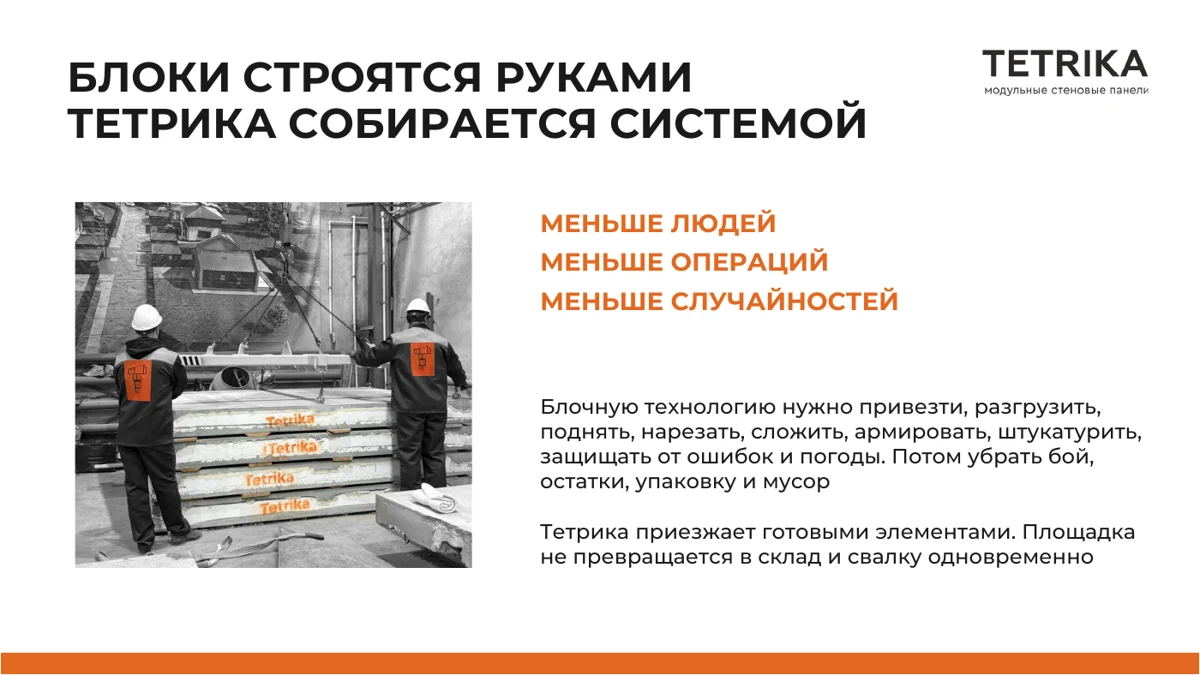 БЛОКИ СТРОЯТСЯ РУКАМИ
ТЕТРИКА СОБИРАЕТСЯ СИСТЕМОЙ
TETRIKA
модульные стеновые панели
МЕНЬШЕ ЛЮДЕЙ
МЕНЬШЕ ОПЕРАЦИЙ
МЕНЬШЕ СЛУЧАЙНОСТЕЙ
Tetrika
Tetrika
Tetrika
Tetrika
Блочную технологию нужно привезти, разгрузить,
поднять, нарезать, сложить, армировать, штукатурить,
защищать от ошибок и погоды. Потом убрать бой,
остатки, упаковку и мусор
Тетрика приезжает готовыми элементами. Площадка
не превращается в склад и свалку одновременно